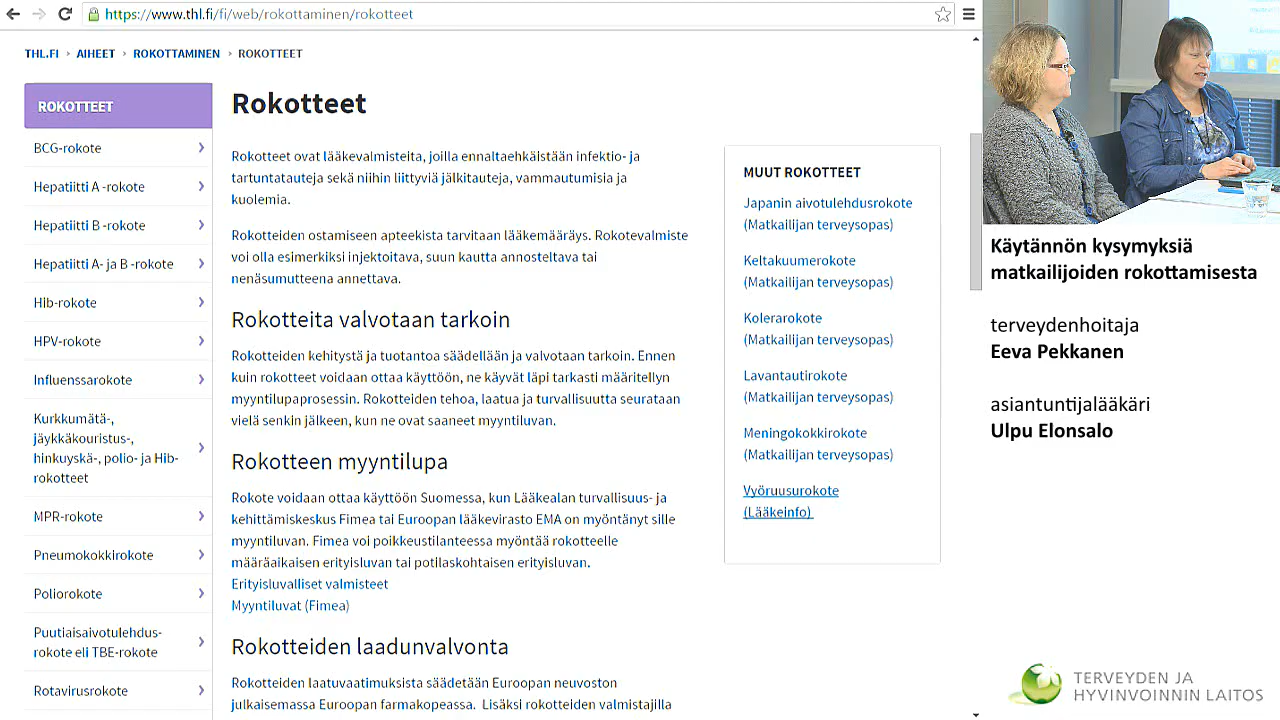 https://www.thl.fi/fi/web/rokottaminen/rokotteet
THL.FI › AIHEET › ROKOTTAMINEN › ROKOTTEET
ROKOTTEET
BCG-rokote
Hepatiitti A -rokote
Hepatiitti B -rokote
Hepatiitti A- ja B -rokote
Hib-rokote
HPV-rokote
Influenssarokote
Kurkkumätä-,
jäykkäkouristus-,
hinkuyskä-, polio- ja Hib-
rokotteet
MPR-rokote
Pneumokokkirokote
Poliorokote
Puutiaisaivotulehdus-
rokote eli TBE-rokote
Rotavirusrokote
Rokotteet
Rokotteet ovat lääkevalmisteita, joilla ennaltaehkäistään infektio- ja
tartuntatauteja sekä niihin liittyviä jälkitauteja, vammautumisia ja
kuolemia.
Rokotteiden ostamiseen apteekista tarvitaan lääkemääräys. Rokotevalmiste
voi olla esimerkiksi injektoitava, suun kautta annosteltava tai
nenäsumutteena annettava.
Rokotteita valvotaan tarkoin
Rokotteiden kehitystä ja tuotantoa säädellään ja valvotaan tarkoin. Ennen
kuin rokotteet voidaan ottaa käyttöön, ne käyvät läpi tarkasti määritellyn
myyntilupaprosessin. Rokotteiden tehoa, laatua ja turvallisuutta seurataan
vielä senkin jälkeen, kun ne ovat saaneet myyntiluvan.
Rokotteen myyntilupa
Rokote voidaan ottaa käyttöön Suomessa, kun Lääkealan turvallisuus- ja
kehittämiskeskus Fimea tai Euroopan lääkevirasto EMA on myöntänyt sille
myyntiluvan. Fimea voi poikkeustilanteessa myöntää rokotteelle
määräaikaisen erityisluvan tai potilaskohtaisen erityisluvan.
Erityisluvalliset valmisteet
Myyntiluvat (Fimea)
Rokotteiden laadunvalvonta
Rokotteiden laatuvaatimuksista säädetään Euroopan neuvoston
julkaisemassa Euroopan farmakopeassa. Lisäksi rokotteiden valmistajilla
MUUT ROKOTTEET
Japanin aivotulehdusrokote
(Matkailijan terveysopas)
Keltakuumerokote
(Matkailijan terveysopas)
Kolerarokote
(Matkailijan terveysopas)
Lavantautirokote
(Matkailijan terveysopas)
Meningokokkirokote
(Matkailijan terveysopas)
Vyöruusurokote
(Lääkeinfo)
Käytännön kysymyksiä
matkailijoiden rokottamisesta
terveydenhoitaja
Eeva Pekkanen
asiantuntijalääkäri
Ulpu Elonsalo
TERVEYDEN JA
HYVINVOINNIN LAITOS